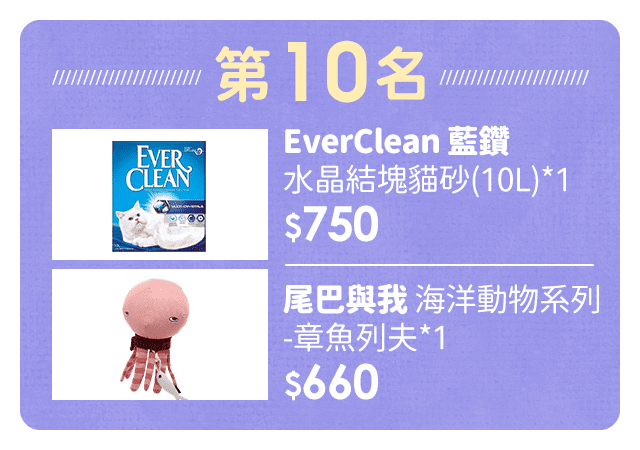 第10名
EverClean 藍鑽
水晶結塊貓砂(10L)*1
$750
EVER
CLEAN
尾巴與我 海洋動物系列
-章魚列夫*1
$660